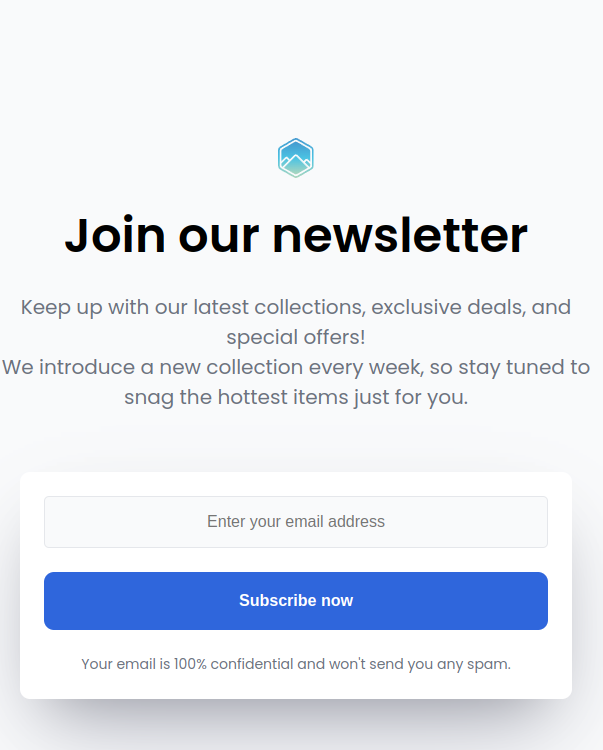 Join our newsletter
Keep up with our latest collections, exclusive deals, and
special offers!
We introduce a new collection every week, so stay tuned to
snag the hottest items just for you.
Enter your email address
Subscribe now
Your email is 100% confidential and won't send you any spam.